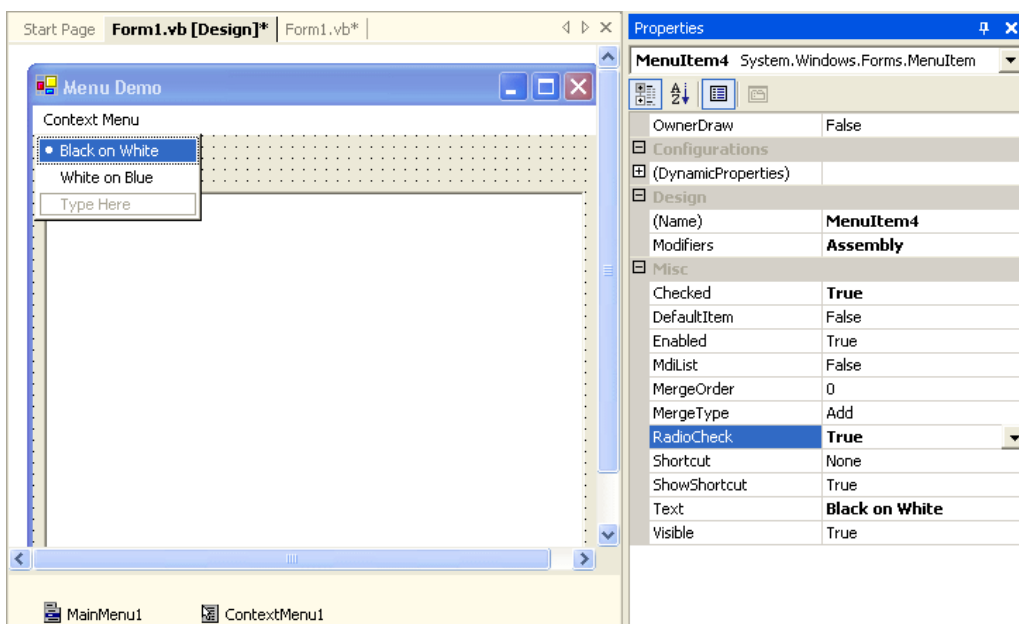 Start Page Form1.vb [Design]* Form1.vb*
Menu Demo
Context Menu
Black on White
White on Blue
Type Here
MainMenu1 ContextMenu1
Properties
MenuItem4 System.Windows.Forms.MenuItem
OwnerDraw False
Configurations
(DynamicProperties)
Design
(Name) MenuItem4
Modifiers Assembly
Misc
Checked True
DefaultItem False
Enabled True
MdiList False
MergeOrder 0
MergeType Add
RadioCheck True
Shortcut None
ShowShortcut True
Text Black on White
Visible True